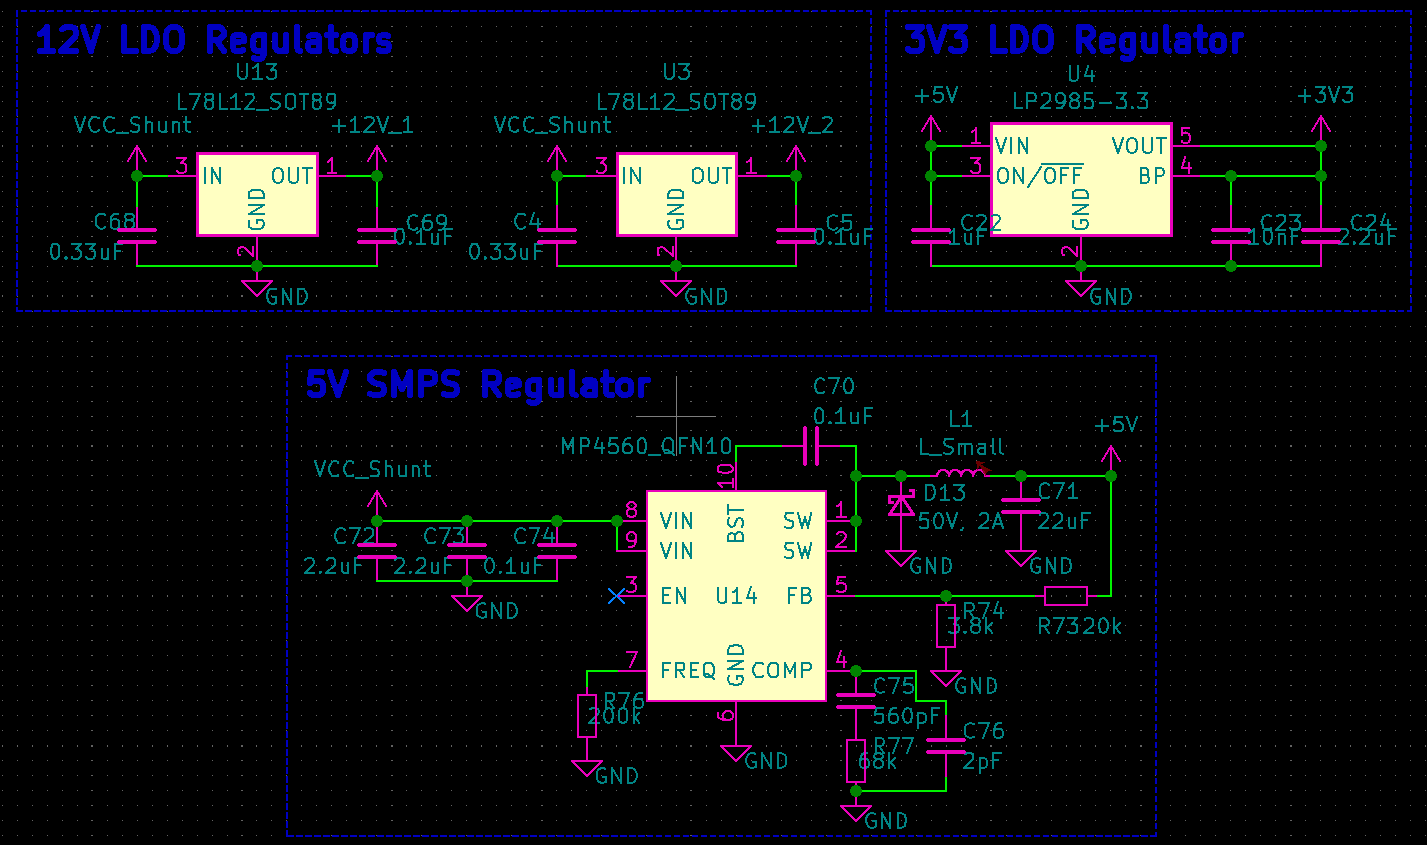 12V LDO Regulators
U13
L78L12_SOT89
VCC_Shunt
+12V_1
3
IN
OUT
1
GND
2
C68
0.33uF
C69
0.1uF
GND
U3
L78L12_SOT89
VCC_Shunt
+12V_2
3
IN
OUT
1
GND
2
C4
0.33uF
C5
0.1uF
GND
3V3 LDO Regulator
U4
LP2985-3.3
+5V
+3V3
1
VIN
VOUT
5
3
ON/OFF
BP
4
GND
2
C22
1uF
C23
10nF
C24
2.2uF
GND
5V SMPS Regulator
C70
0.1uF
MP4560_QFN10
L1
L_Small
+5V
VCC_Shunt
10
8
VIN
BST
SW
1
9
VIN
SW
2
3
EN
U14
FB
5
7
FREQ
GND
COMP
4
6
C72
2.2uF
C73
2.2uF
C74
0.1uF
GND
D13
50V, 2A
GND
C71
22uF
GND
R74
3.8k
GND
R73
20k
R76
200k
GND
GND
C75
560pF
R77
68k
C76
2pF
GND